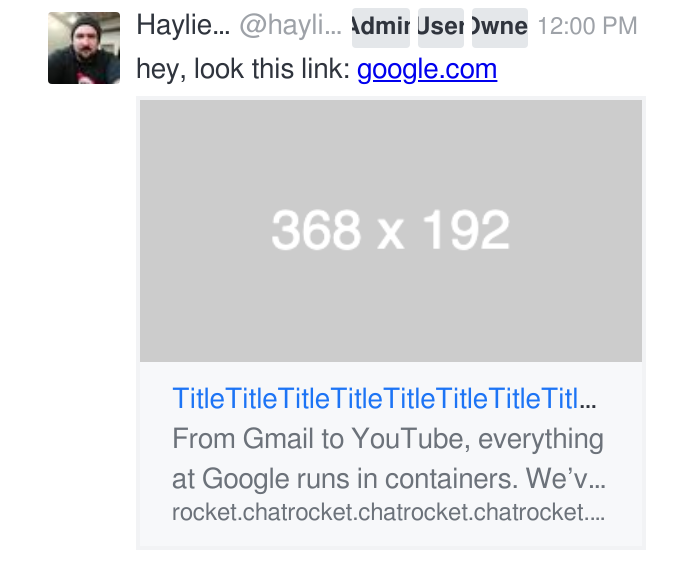 Haylie... @hayli... Admin User Owne 12:00 PM
hey, look this link: google.com
368 x 192
TitleTitleTitleTitleTitleTitleTitleTitl...
From Gmail to YouTube, everything
at Google runs in containers. We’v...
rocket.chatrocket.chatrocket.chatrocket....